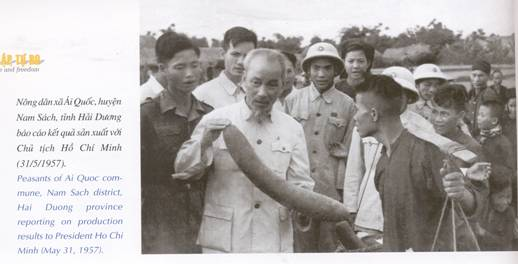 and freedom
Nông dân xã Ái Quốc, huyện
Nam Sách, tỉnh Hải Dương
báo cáo kết quả sản xuất với
Chủ tịch Hồ Chí Minh
(31/5/1957).
Peasants of Ai Quoc com-
mune, Nam Sach district,
Hai Duong province
reporting on production
results to President Ho Chi
Minh (May 31, 1957).